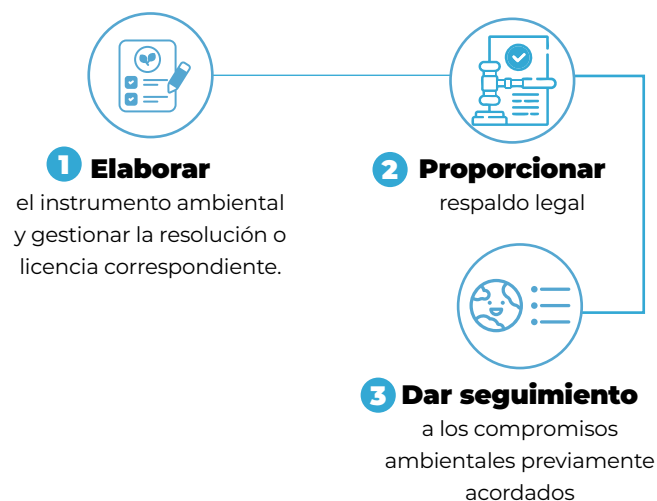 1 Elaborar
el instrumento ambiental
y gestionar la resolución o
licencia correspondiente.
2 Proporcionar
respaldo legal
3 Dar seguimiento
a los compromisos
ambientales previamente
acordados